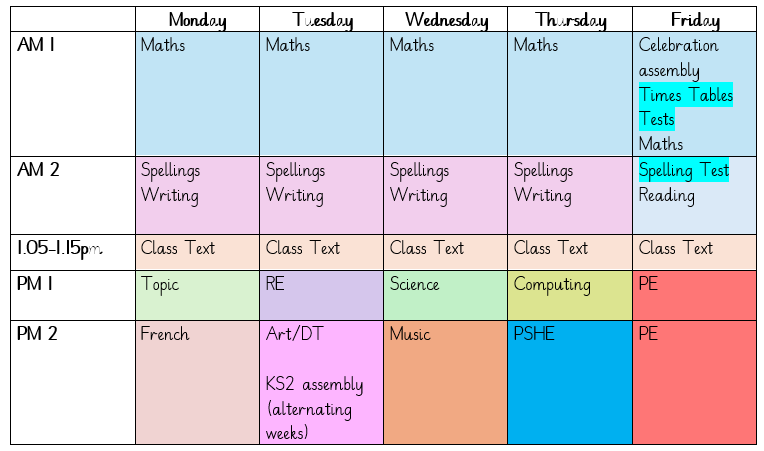 Monday Tuesday Wednesday Thursday Friday
AM 1 Maths Maths Maths Maths Celebration
assembly
Times Tables
Tests
Maths
AM 2 Spellings Spellings Spellings Spellings Spelling Test
Writing Writing Writing Writing Reading
1.05-1.15pm Class Text Class Text Class Text Class Text Class Text
PM 1 Topic RE Science Computing PE
PM 2 French Art/DT Music PSHE PE
KS2 assembly
(alternating
weeks)